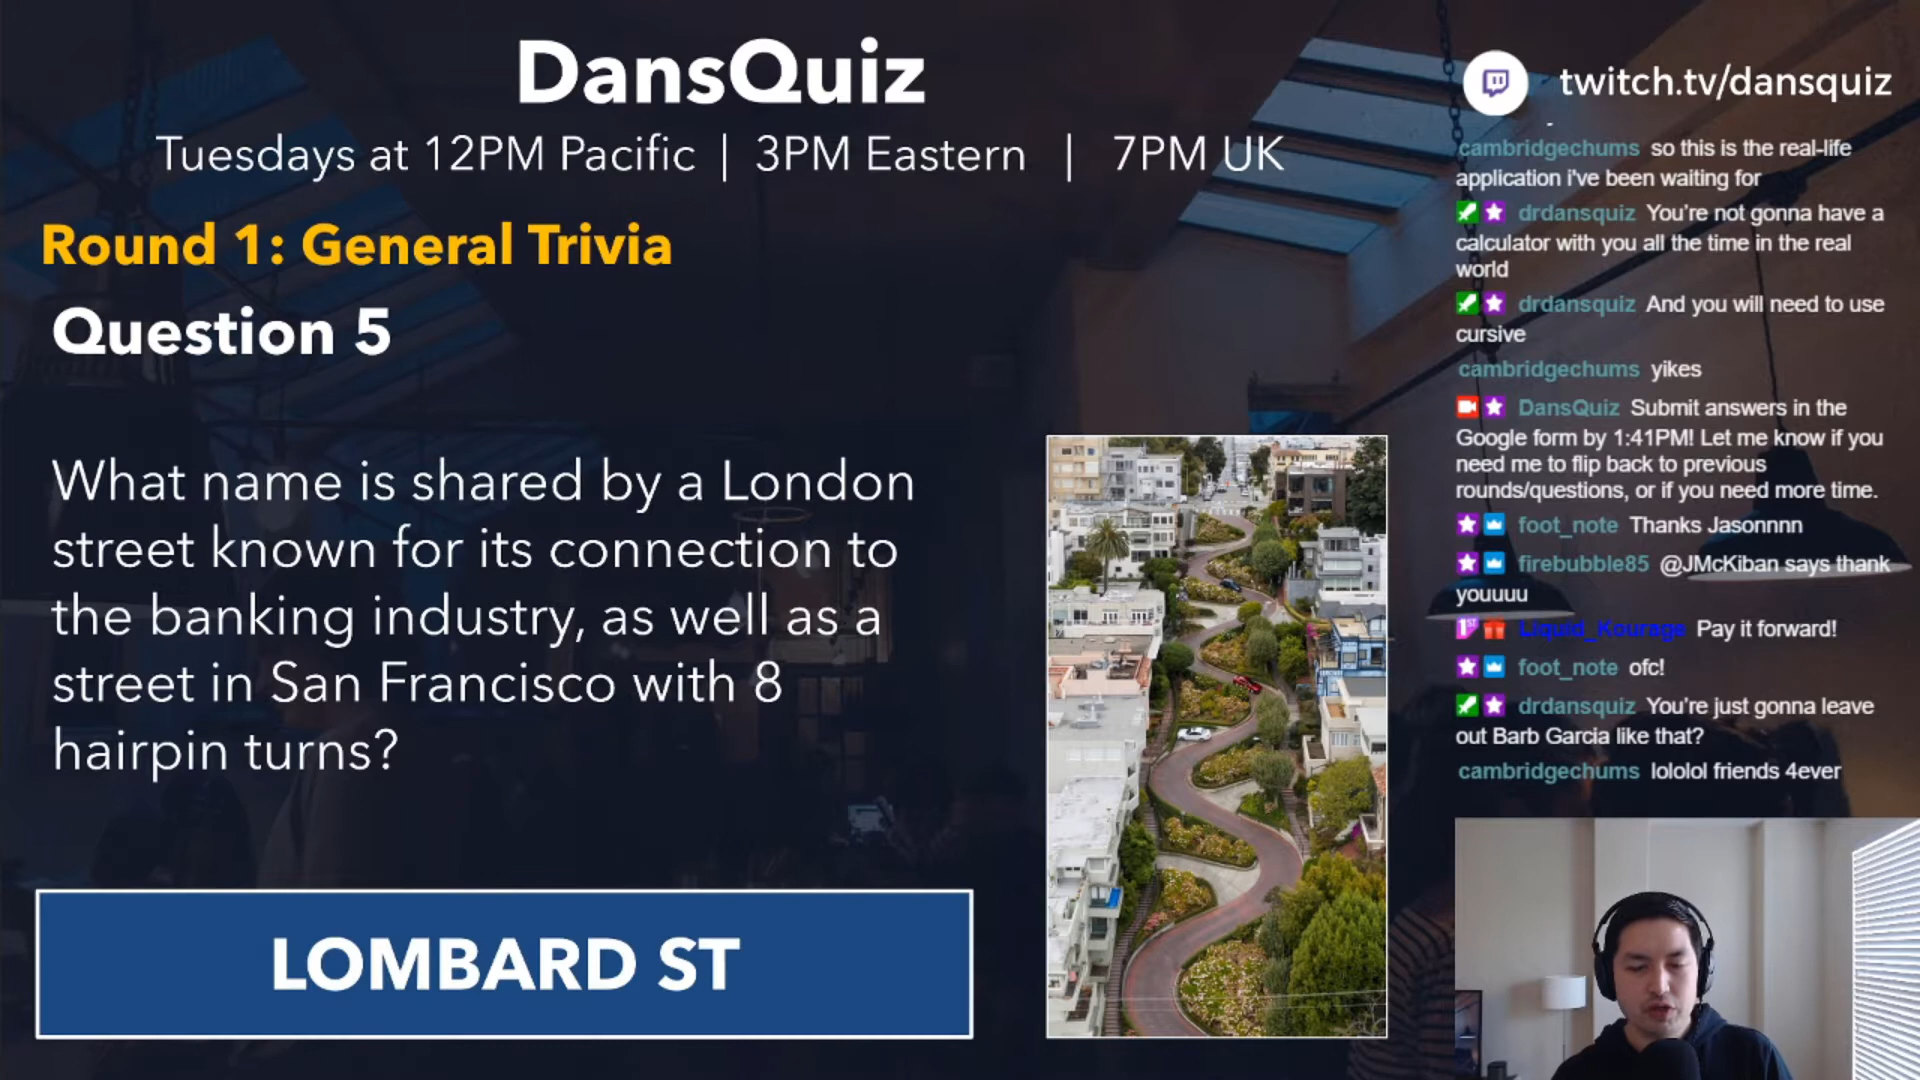 DansQuiz
Tuesdays at 12PM Pacific | 3PM Eastern | 7PM UK
Round 1: General Trivia
Question 5
What name is shared by a London
street known for its connection to
the banking industry, as well as a
street in San Francisco with 8
hairpin turns?
LOMBARD ST
twitch.tv/dansquiz
cambridgechums so this is the real-life
application i've been waiting for
drdansquiz You're not gonna have a
calculator with you all the time in the real
world
drdansquiz And you will need to use
cursive
cambridgechums yikes
DansQuiz Submit answers in the
Google form by 1:41PM! Let me know if you
need me to flip back to previous
rounds/questions, or if you need more time.
foot_note Thanks Jasonnnn
firebubble85 @JMcKiban says thank
youuuu
1ST Liquid_Kourage Pay it forward!
foot_note ofc!
drdansquiz You're just gonna leave
out Barb Garcia like that?
cambridgechums lololol friends 4ever